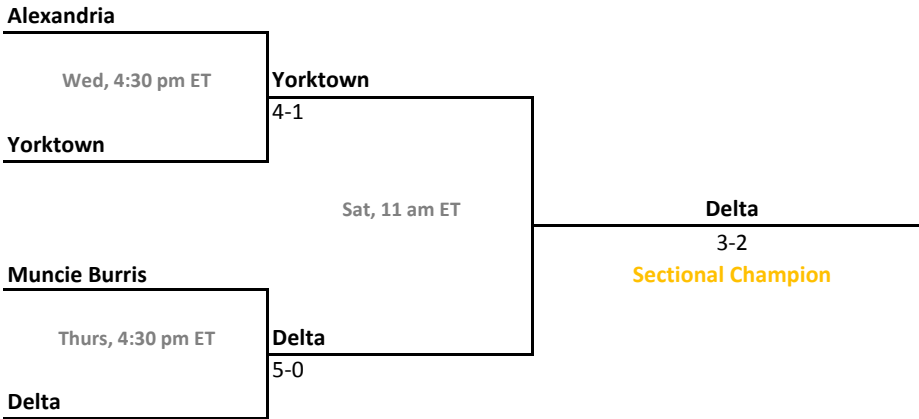 Alexandria
Wed, 4:30 pm ET
Yorktown
4-1
Yorktown
Sat, 11 am ET
Delta
3-2
Sectional Champion
Muncie Burris
Thurs, 4:30 pm ET
Delta
5-0
Delta